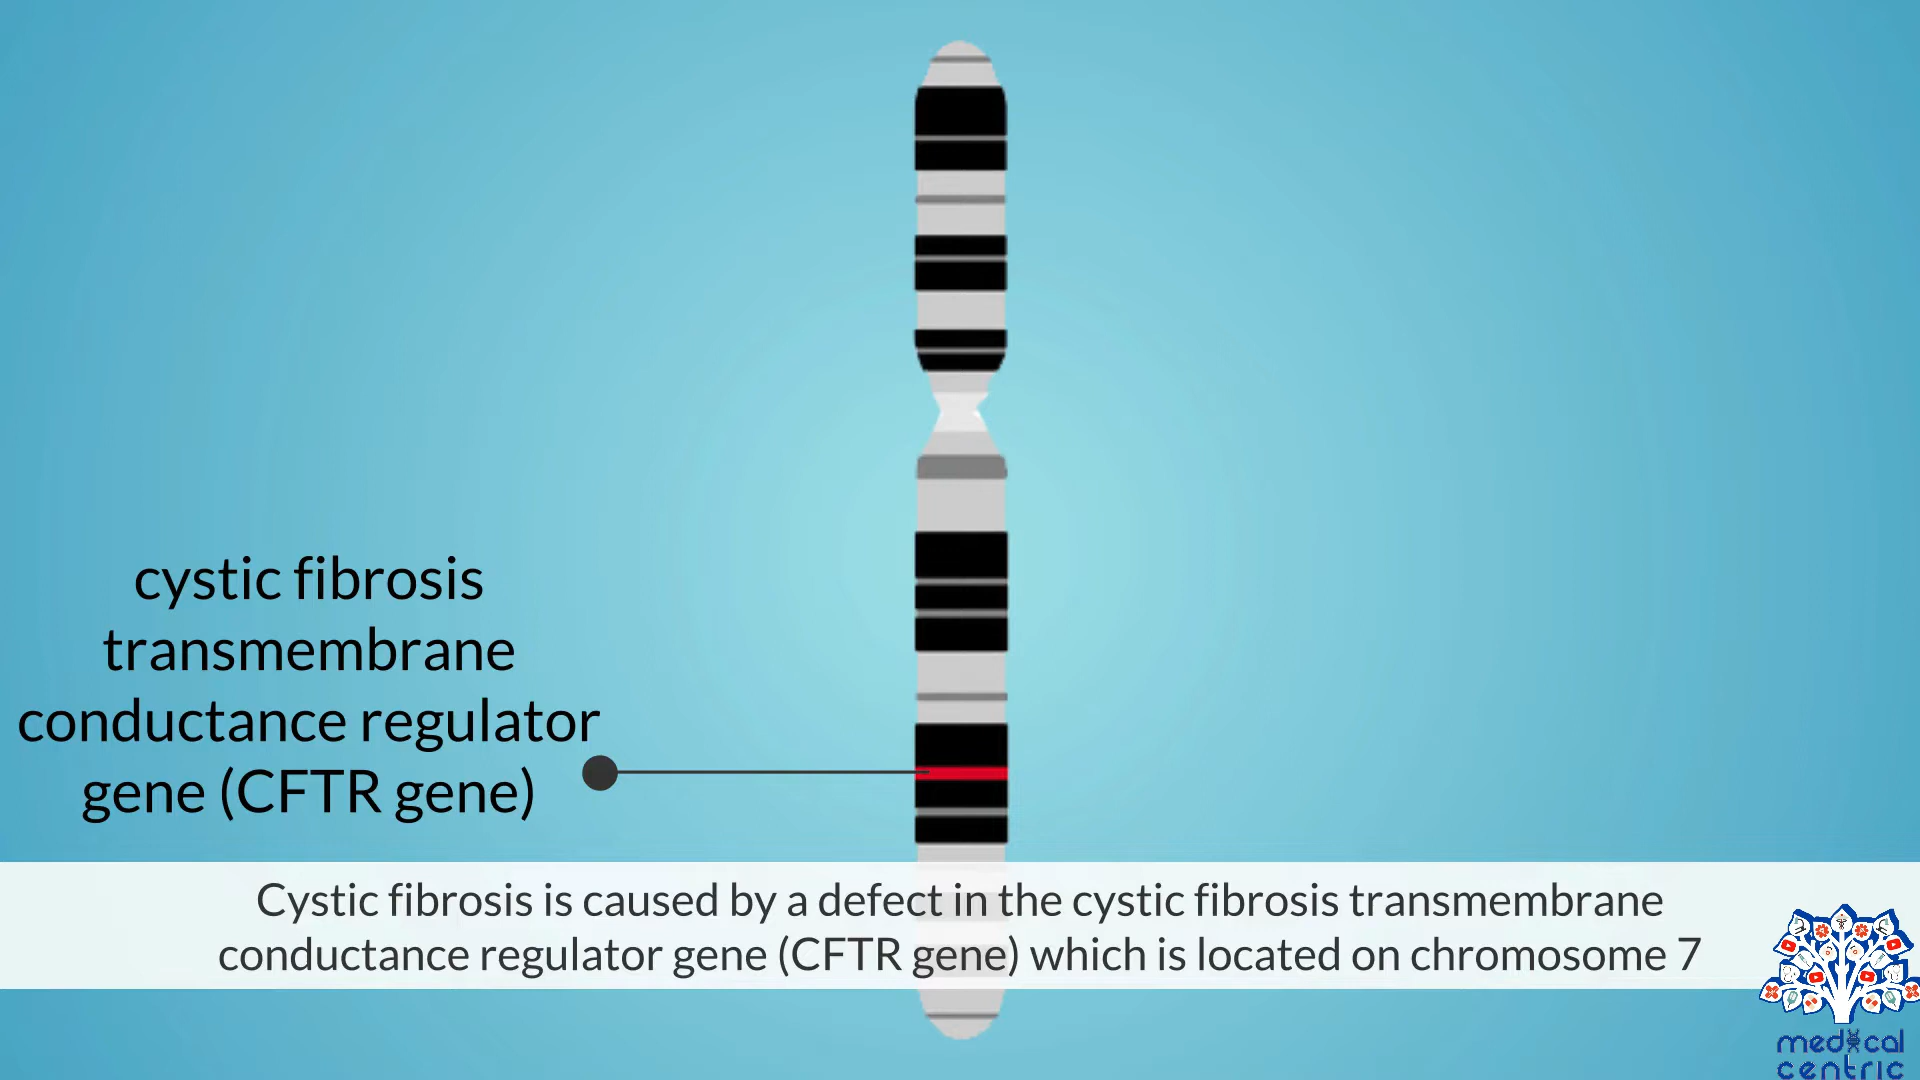 cystic fibrosis
transmembrane
conductance regulator
gene (CFTR gene)
Cystic fibrosis is caused by a defect in the cystic fibrosis transmembrane
conductance regulator gene (CFTR gene) which is located on chromosome 7
medical
centric